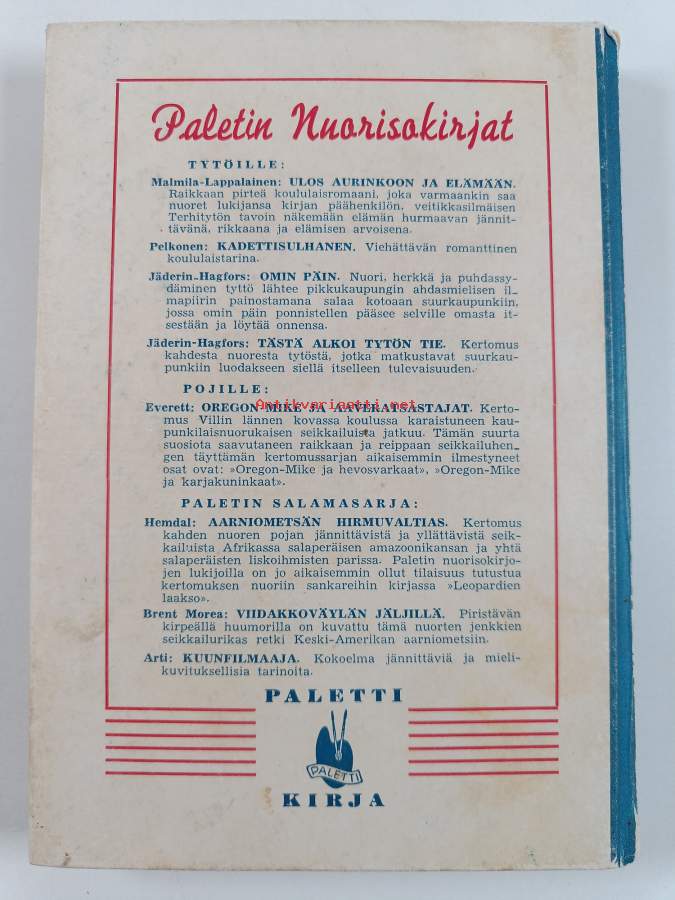 Paletin Nuorisokirjat
TYTÖILLE:
Malmila-Lappalainen: ULOS AURINKOON JA ELÄMÄÄN.
Raikkaan pirteä koululaisromaani, joka varmaankin saa
nuoret lukijansa kirjan päähenkilön, veitikkasilmäisen
Terhitytön tavoin näkemään elämän hurmaavan jännit-
tävänä, rikkaana ja elämisen arvoisena.
Pelkonen: KADETTISULHANEN. Viehättävän romanttinen
koululaistarina.
Jäderin-Hagfors: OMIN PÄIN. Nuori, herkkä ja puhdassy-
däminen tyttö lähtee pikkukaupungin ahdasmielisen il-
mapiirin painostamana salaa kotoaan suurkaupunkiin,
jossa omin päin ponnistellen pääsee selville omasta it-
sestään ja löytää onnensa.
Jäderin-Hagfors: TÄSTÄ ALKOI TYTÖN TIE. Kertomus
kahdesta nuoresta tytöstä, jotka matkustavat suurkau-
punkiin luodakseen siellä itselleen tulevaisuuden.
POJILLE:
Antikvariaatti.net
Everett: OREGON MIKE JA AAVERATSASTAJAT. Kerto-
mus Villin lännen kovassa koulussa karaistuneen kau-
punkilaisnuorukaisen seikkailuista jatkuu. Tämän suurta
suosiota saavutaneen raikkaan ja reippaan seikkailuhen-
gen täyttämän kertomussarjan aikaisemmin ilmestyneet
osat ovat: »Oregon-Mike ja hevosvarkaat», »Oregon-Mike
ja karjakuninkaat».
PALETIN SALAMASARJA:
Hemdal: AARNIOMETSÄN HIRMUVALTIAS. Kertomus
kahden nuoren pojan jännittävistä ja yllättävistä seik-
kailuista Afrikassa salaperäisen amazoonikansan ja yhtä
salaperäisten liskoihmisten parissa. Paletin nuorisokirjo-
jen lukijoilla on jo aikaisemmin ollut tilaisuus tutustua
kertomuksen nuoriin sankareihin kirjassa »Leopardien
laakso».
Brent Morea: VIIDAKKOVÄYLÄN JÄLJILLÄ. Piristävän
kirpeällä huumorilla on kuvattu tämä nuorten jenkkien
seikkailurikas retki Keski-Amerikan aarniometsiin.
Arti: KUUNFILMAAJA. Kokoelma jännittäviä ja mieli-
kuvituksellisia tarinoita.
PALETTI
PALETTI
KIRJA